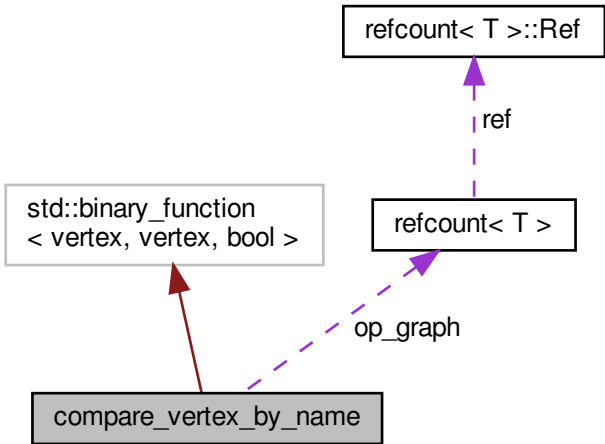 refcount< T >::Ref
ref
std::binary_function
< vertex, vertex, bool >
refcount< T >
op_graph
compare_vertex_by_name